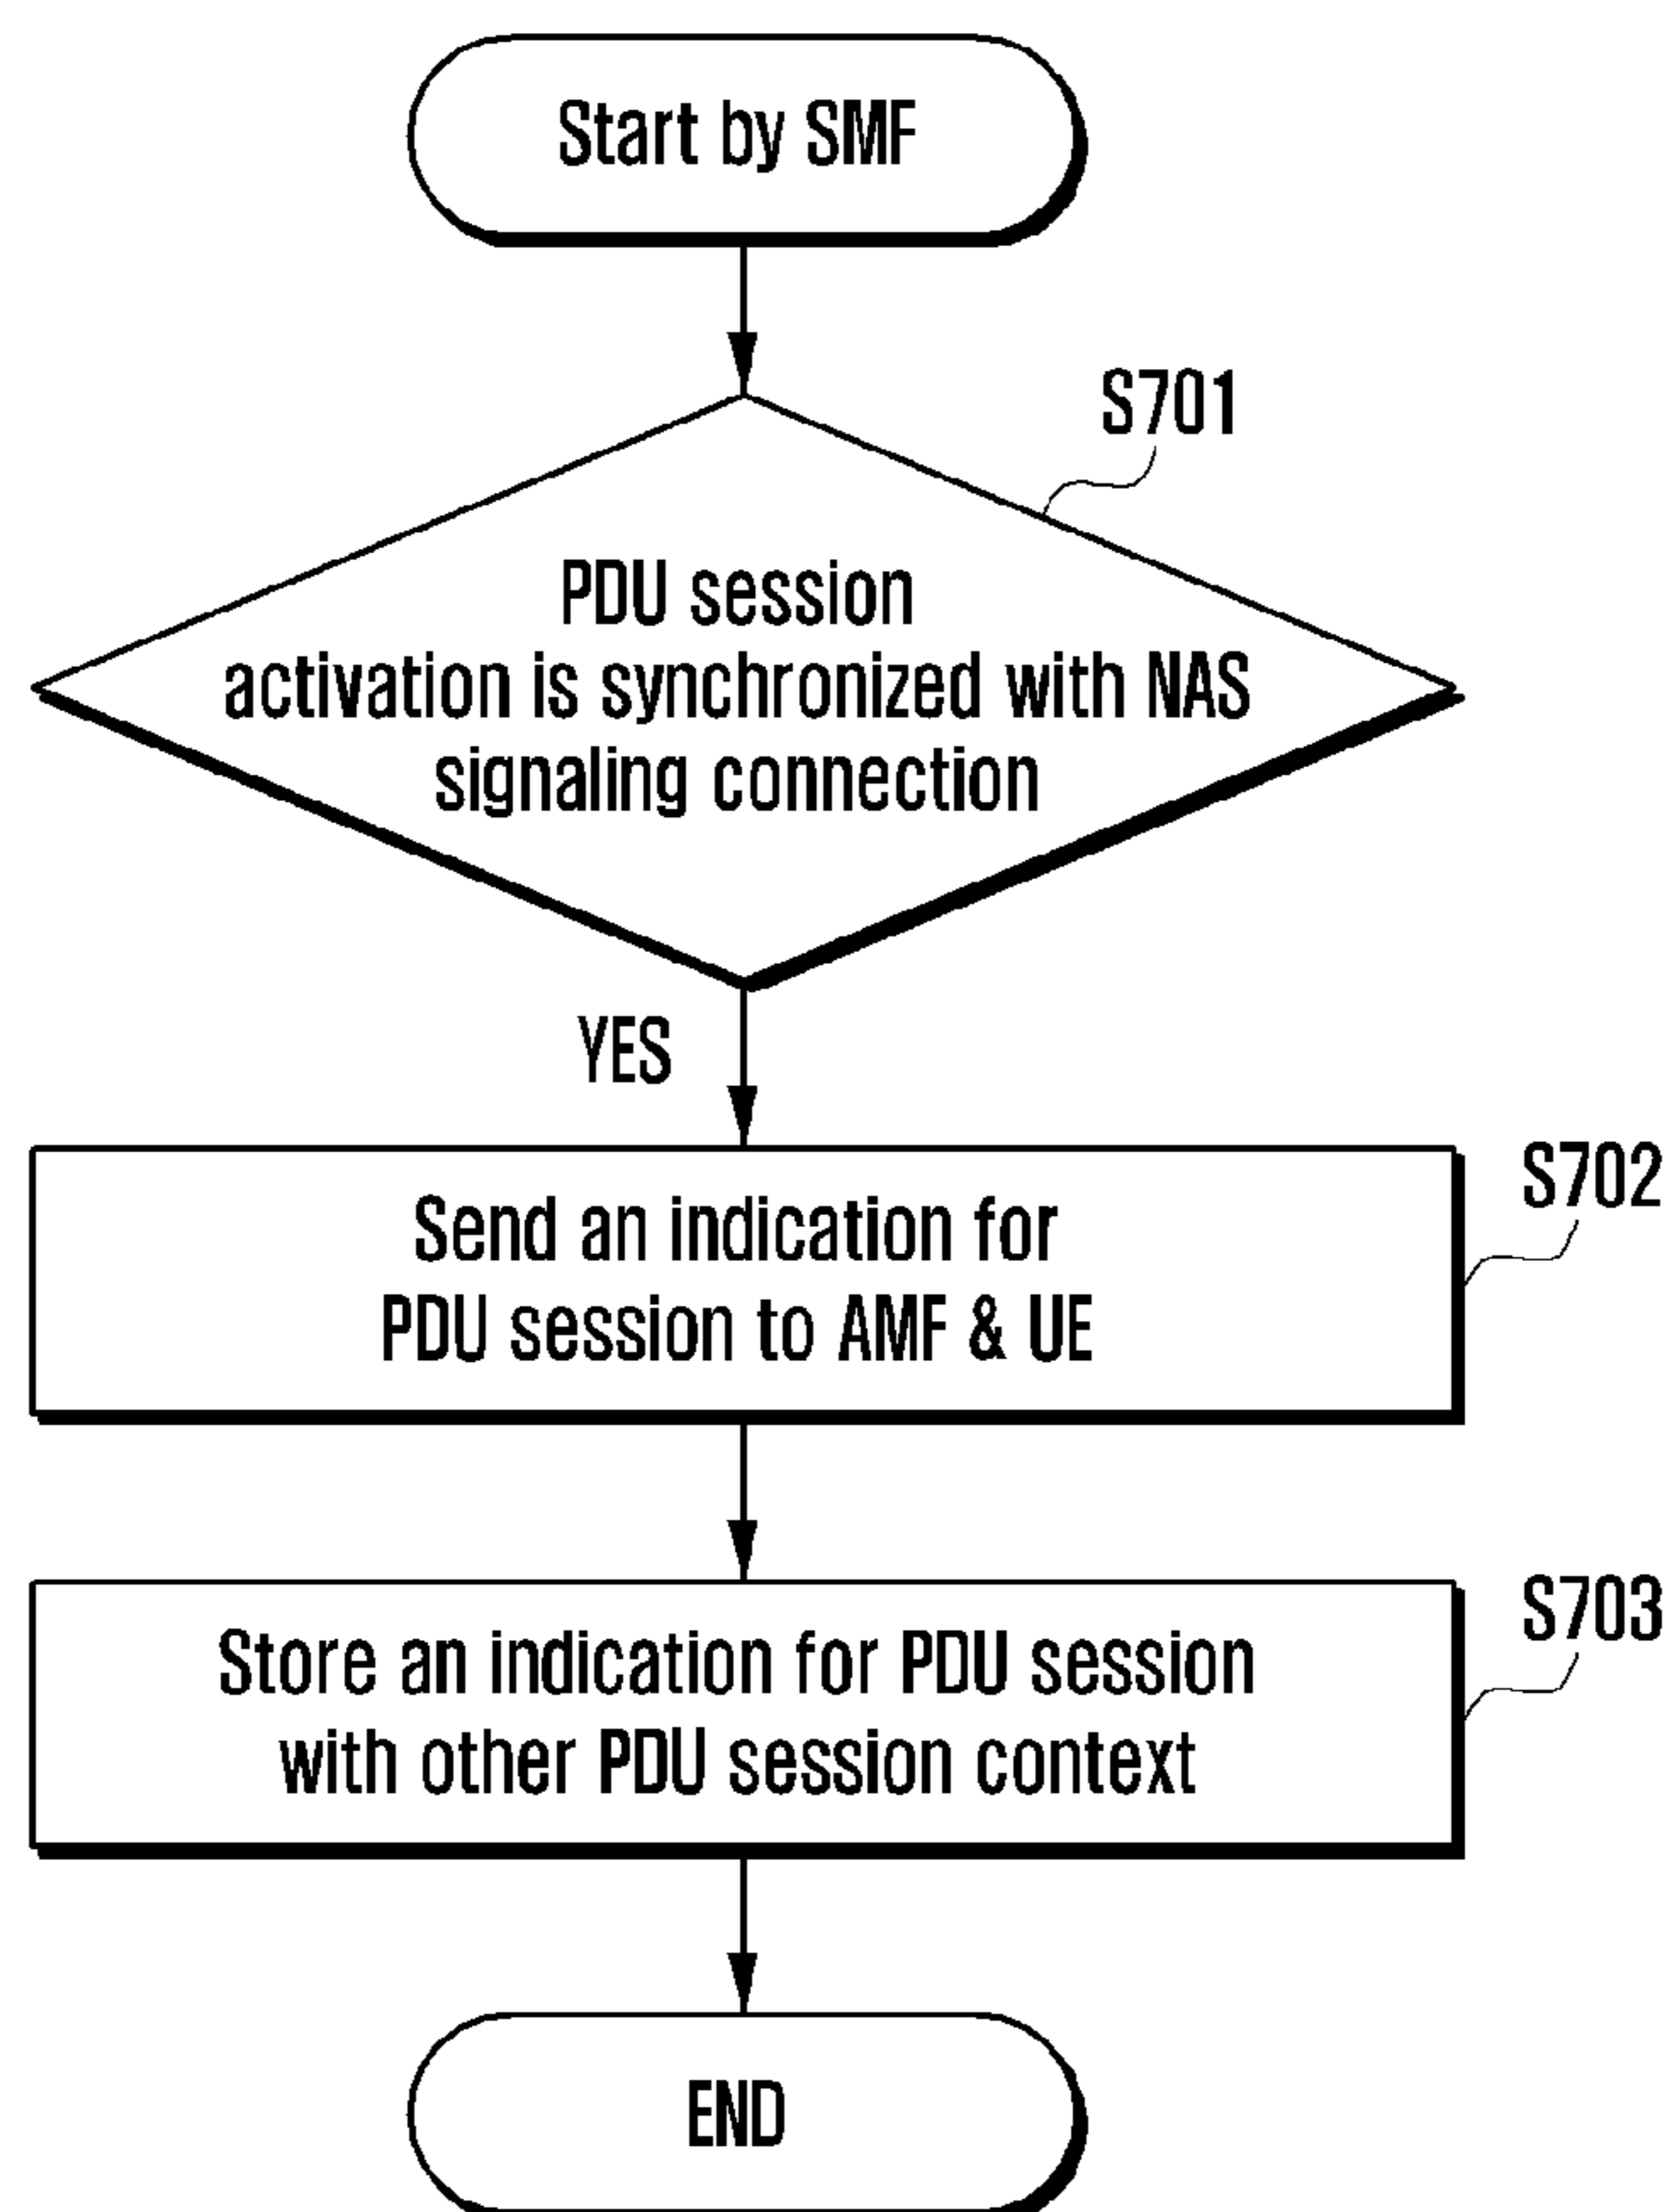 Start by SMF
S701
PDU session
activation is synchronized with NAS
signaling connection
YES
S702
Send an indication for
PDU session to AMF & UE
S703
Store an indication for PDU session
with other PDU session context
END